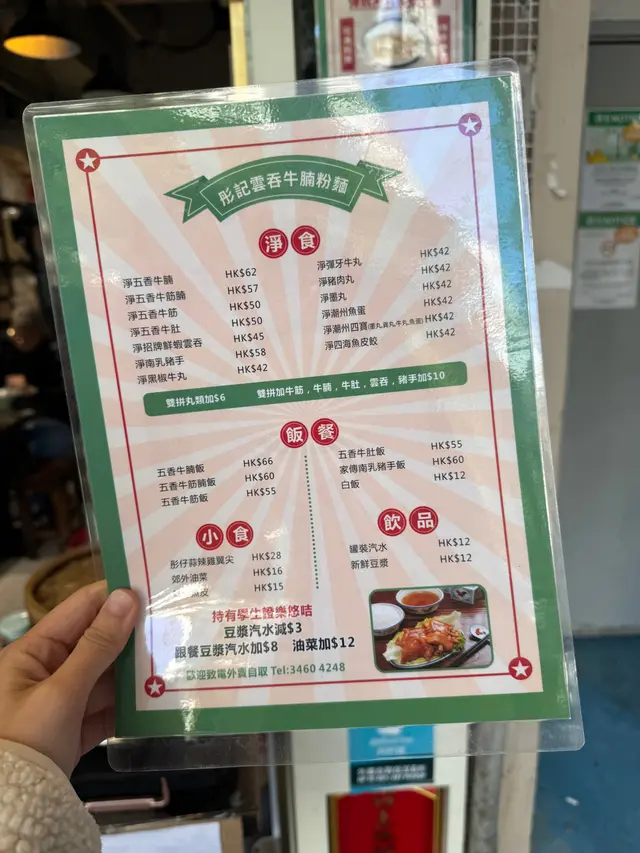 彤記雲吞牛腩粉麵
淨食
淨五香牛腩 HK$62
淨五香牛筋腩 HK$57
淨五香牛筋 HK$50
淨五香牛肚 HK$50
淨招牌鮮蝦雲吞 HK$45
淨南乳豬手 HK$58
淨黑椒牛丸 HK$42
淨彈牙牛丸 HK$42
淨豬肉丸 HK$42
淨墨丸 HK$42
淨潮州魚蛋 HK$42
淨潮州四寶(墨丸,貢丸,牛丸,魚蛋) HK$42
淨四海魚皮餃 HK$42
雙拼丸類加$6 雙拼加牛筋,牛腩,牛肚,雲吞,豬手加$10
飯餐
五香牛腩飯 HK$66
五香牛筋腩飯 HK$60
五香牛筋飯 HK$55
五香牛肚飯 HK$55
家傳南乳豬手飯 HK$60
白飯 HK$12
小食
彤仔蒜辣雞翼尖 HK$28
郊外油菜 HK$16
魚皮 HK$15
飲品
罐裝汽水 HK$12
新鮮豆漿 HK$12
持有學生證樂悠咭
豆漿汽水減$3
跟餐豆漿汽水加$8 油菜加$12
歡迎致電外賣自取 Tel:3460 4248